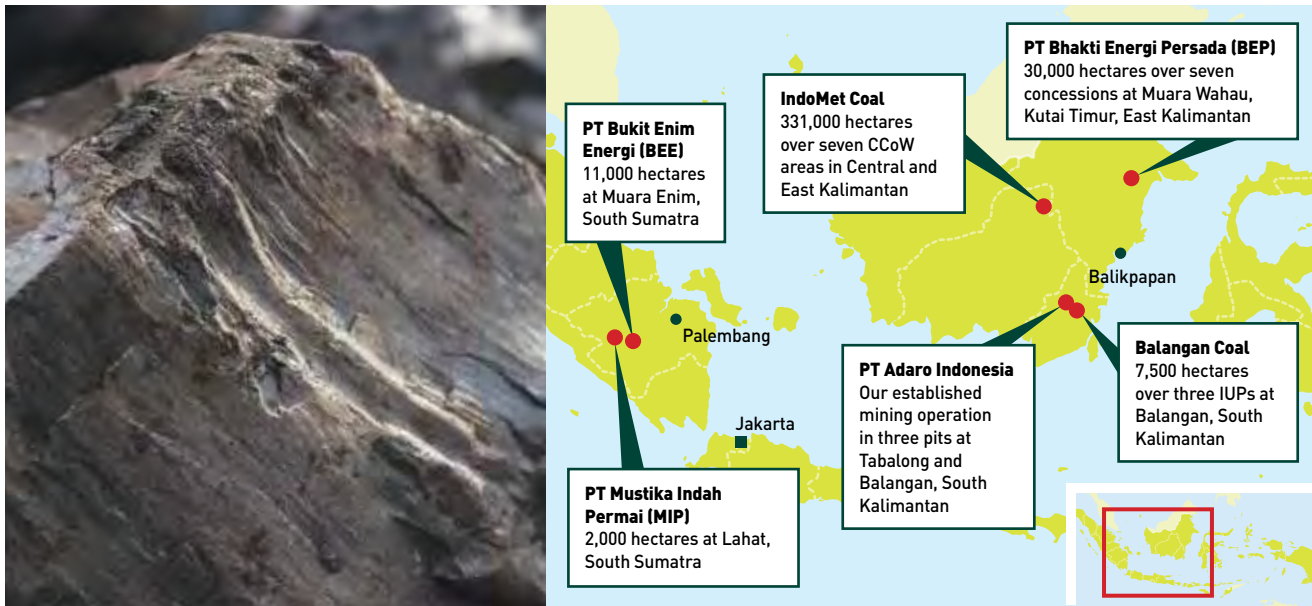 PT Bhakti Energi Persada (BEP)
30,000 hectares over seven
concessions at Muara Wahau,
Kutai Timur, East Kalimantan
IndoMet Coal
331,000 hectares
over seven CCoW
areas in Central and
East Kalimantan
PT Bukit Enim
Energi (BEE)
11,000 hectares
at Muara Enim,
South Sumatra
Balikpapan
Palembang
PT Adaro Indonesia
Our established
mining operation
in three pits at
Tabalong and
Balangan, South
Kalimantan
Balangan Coal
7,500 hectares
over three IUPs at
Balangan, South
Kalimantan
Jakarta
PT Mustika Indah
Permai (MIP)
2,000 hectares at Lahat,
South Sumatra